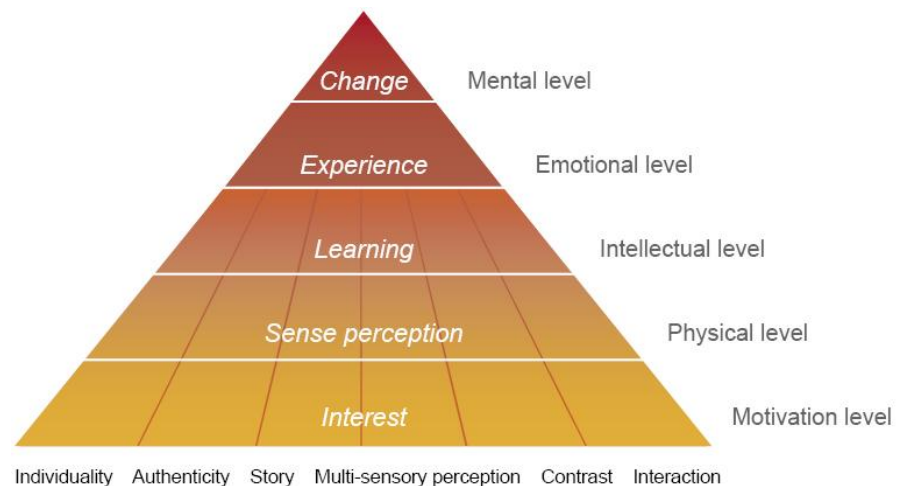 Change Mental level
Experience Emotional level
Learning Intellectual level
Sense perception Physical level
Interest Motivation level
Individuality Authenticity Story Multi-sensory perception Contrast Interaction